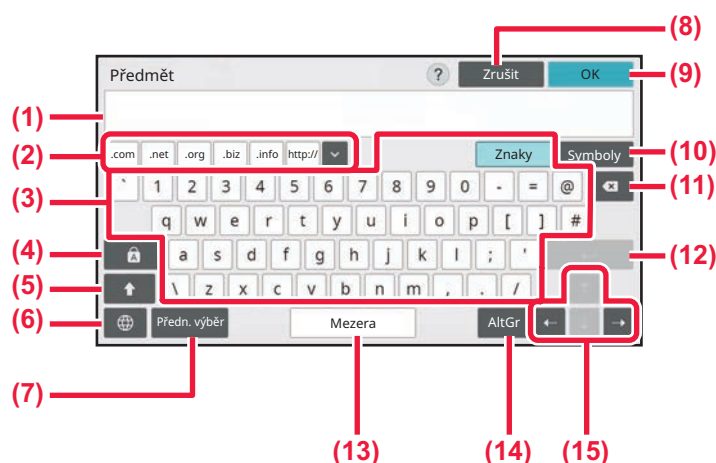 (8)
Předmět ? Zrušit OK (9)
(1)
(2) .com .net .org .biz .info http:// Znaky Symboly (10)
(3) ` 1 2 3 4 5 6 7 8 9 0 - = @ (11)
q w e r t y u i o p [ ] #
(4) A a s d f g h j k l ; ' (12)
(5) \ z x c v b n m , . /
(6) Předn. výběr Mezera AltGr ← →
(7)
(13) (14) (15)